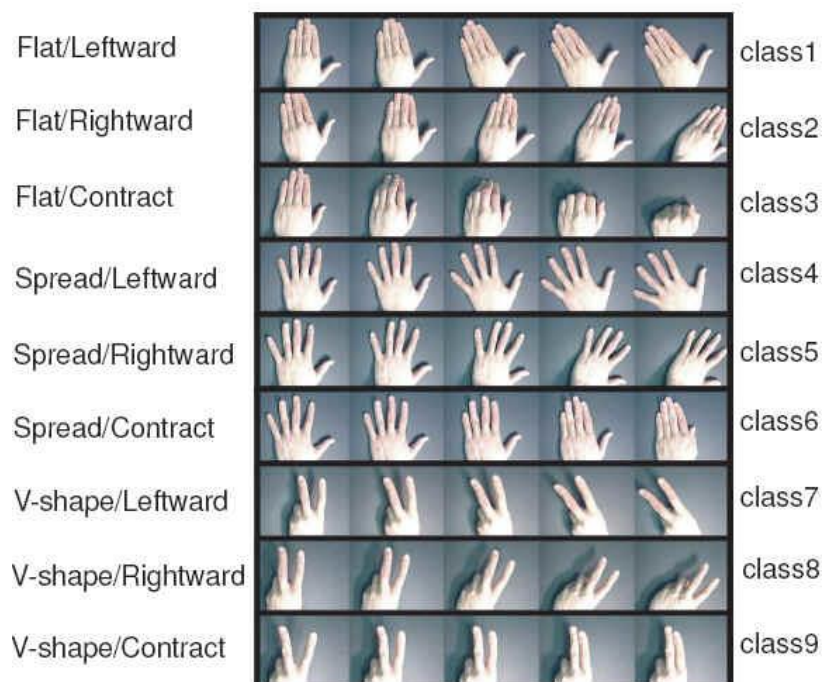 Flat/Leftward class1
Flat/Rightward class2
Flat/Contract class3
Spread/Leftward class4
Spread/Rightward class5
Spread/Contract class6
V-shape/Leftward class7
V-shape/Rightward class8
V-shape/Contract class9